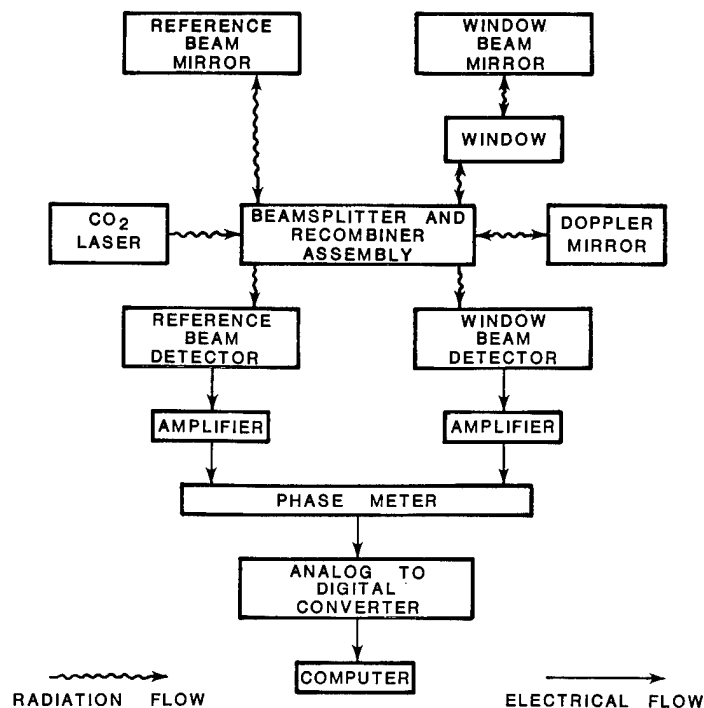 REFERENCE
BEAM
MIRROR
WINDOW
BEAM
MIRROR
WINDOW
CO2
LASER
BEAMSPLITTER AND
RECOMBINER
ASSEMBLY
DOPPLER
MIRROR
REFERENCE
BEAM
DETECTOR
WINDOW
BEAM
DETECTOR
AMPLIFIER
AMPLIFIER
PHASE METER
ANALOG TO
DIGITAL
CONVERTER
COMPUTER
RADIATION FLOW
ELECTRICAL FLOW